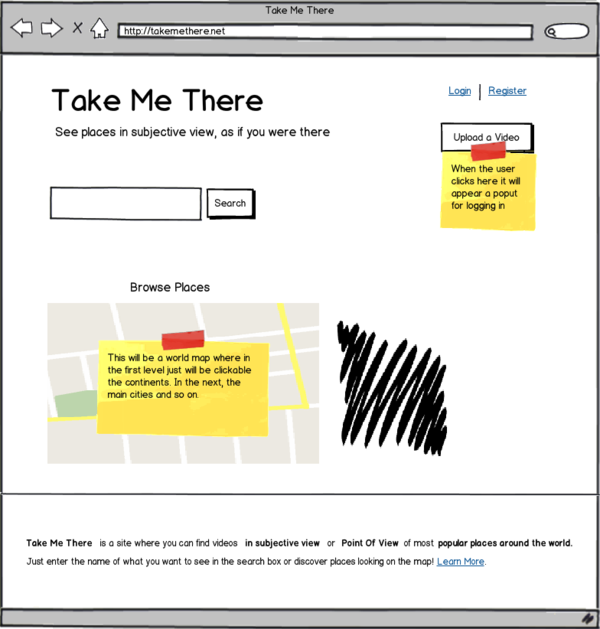 Take Me There
http://takemethere.net
Take Me There
Login | Register
See places in subjective view, as if you were there
Upload a Video
When the user
clicks here it will
appear a poput
for logging in
Search
Browse Places
This will be a world map where in
the first level just will be clickable
the continents. In the next, the
main cities and so on.
Take Me There is a site where you can find videos in subjective view or Point Of View of most popular places around the world.
Just enter the name of what you want to see in the search box or discover places looking on the map! Learn More.